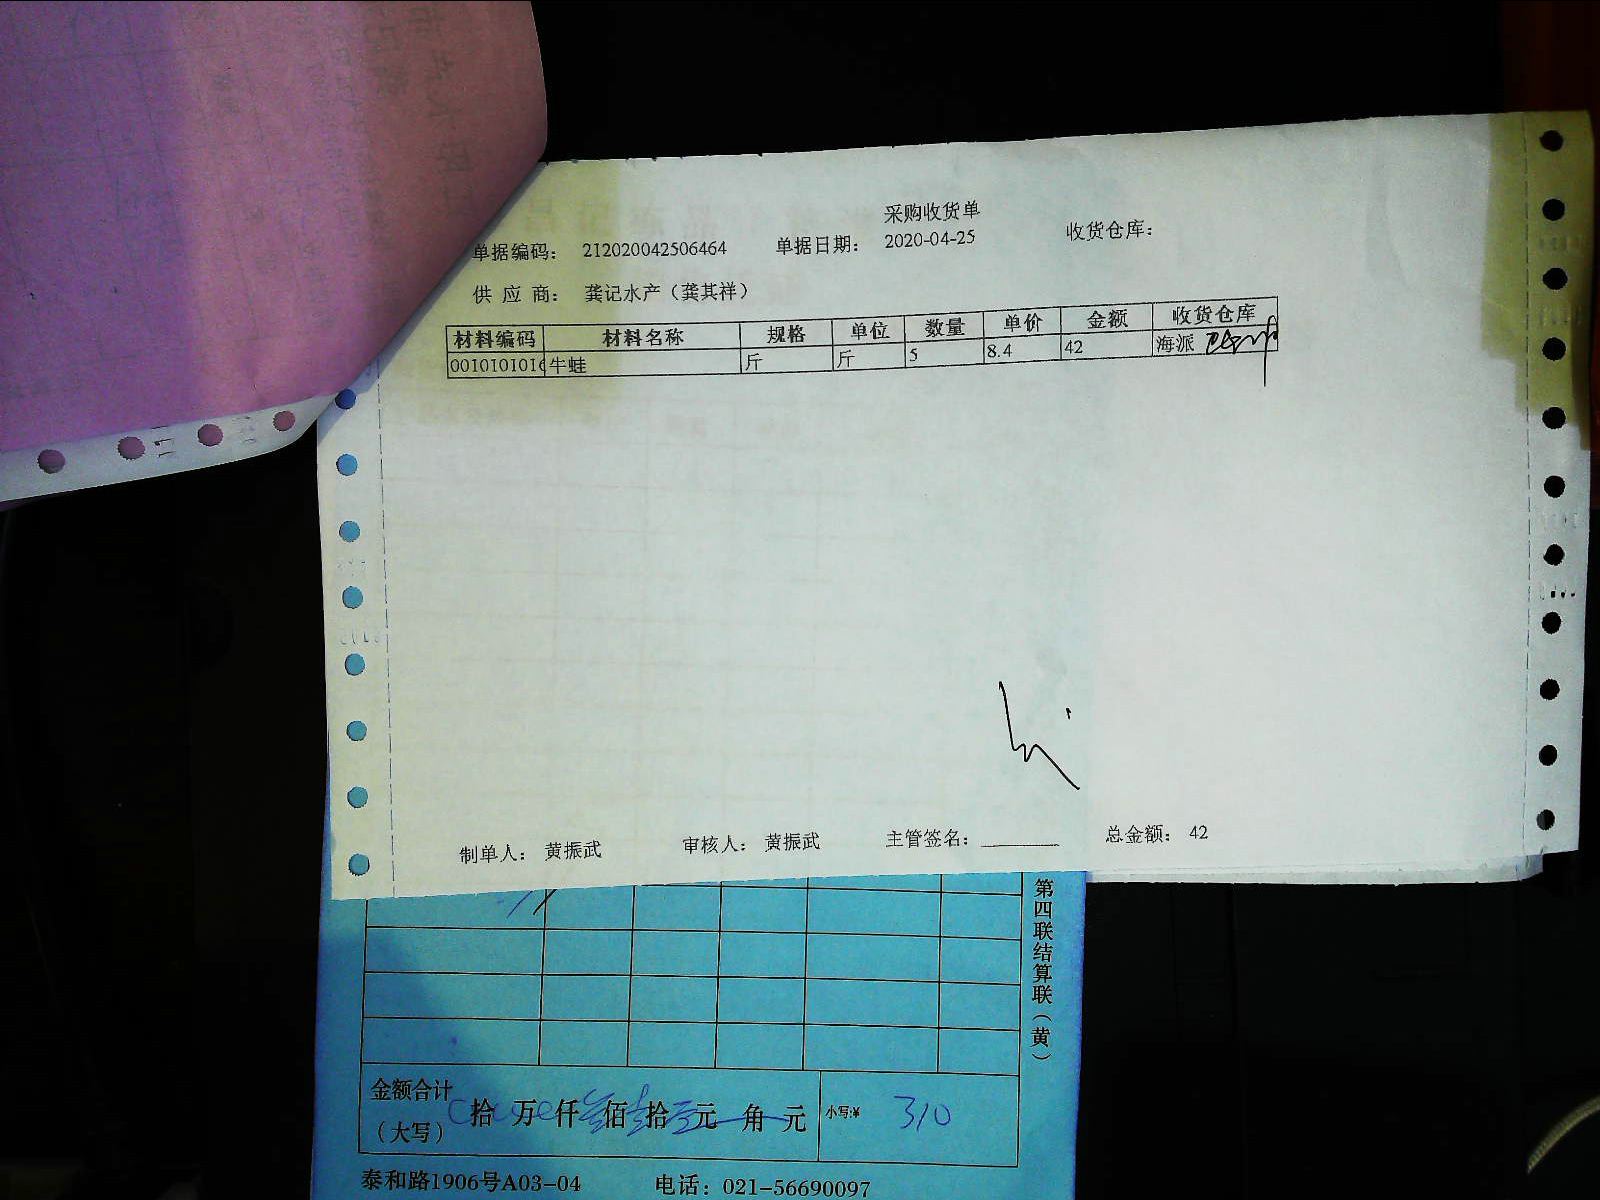 采购收货单
单据编码： 212020042506464 单据日期： 2020-04-25 收货仓库：
供 应 商： 龚记水产（龚其祥）
材料编码 材料名称 规格 单位 数量 单价 金额 收货仓库
001010101 牛蛙 斤 斤 5 8.4 42 海派
制单人： 黄振武 审核人： 黄振武 主管签名： 总金额： 42
第四联结算联（黄）
金额合计
（大写） 拾 万 仟 佰 拾 元 角 元 小写:¥ 310
泰和路1906号A03-04 电话：021-56690097